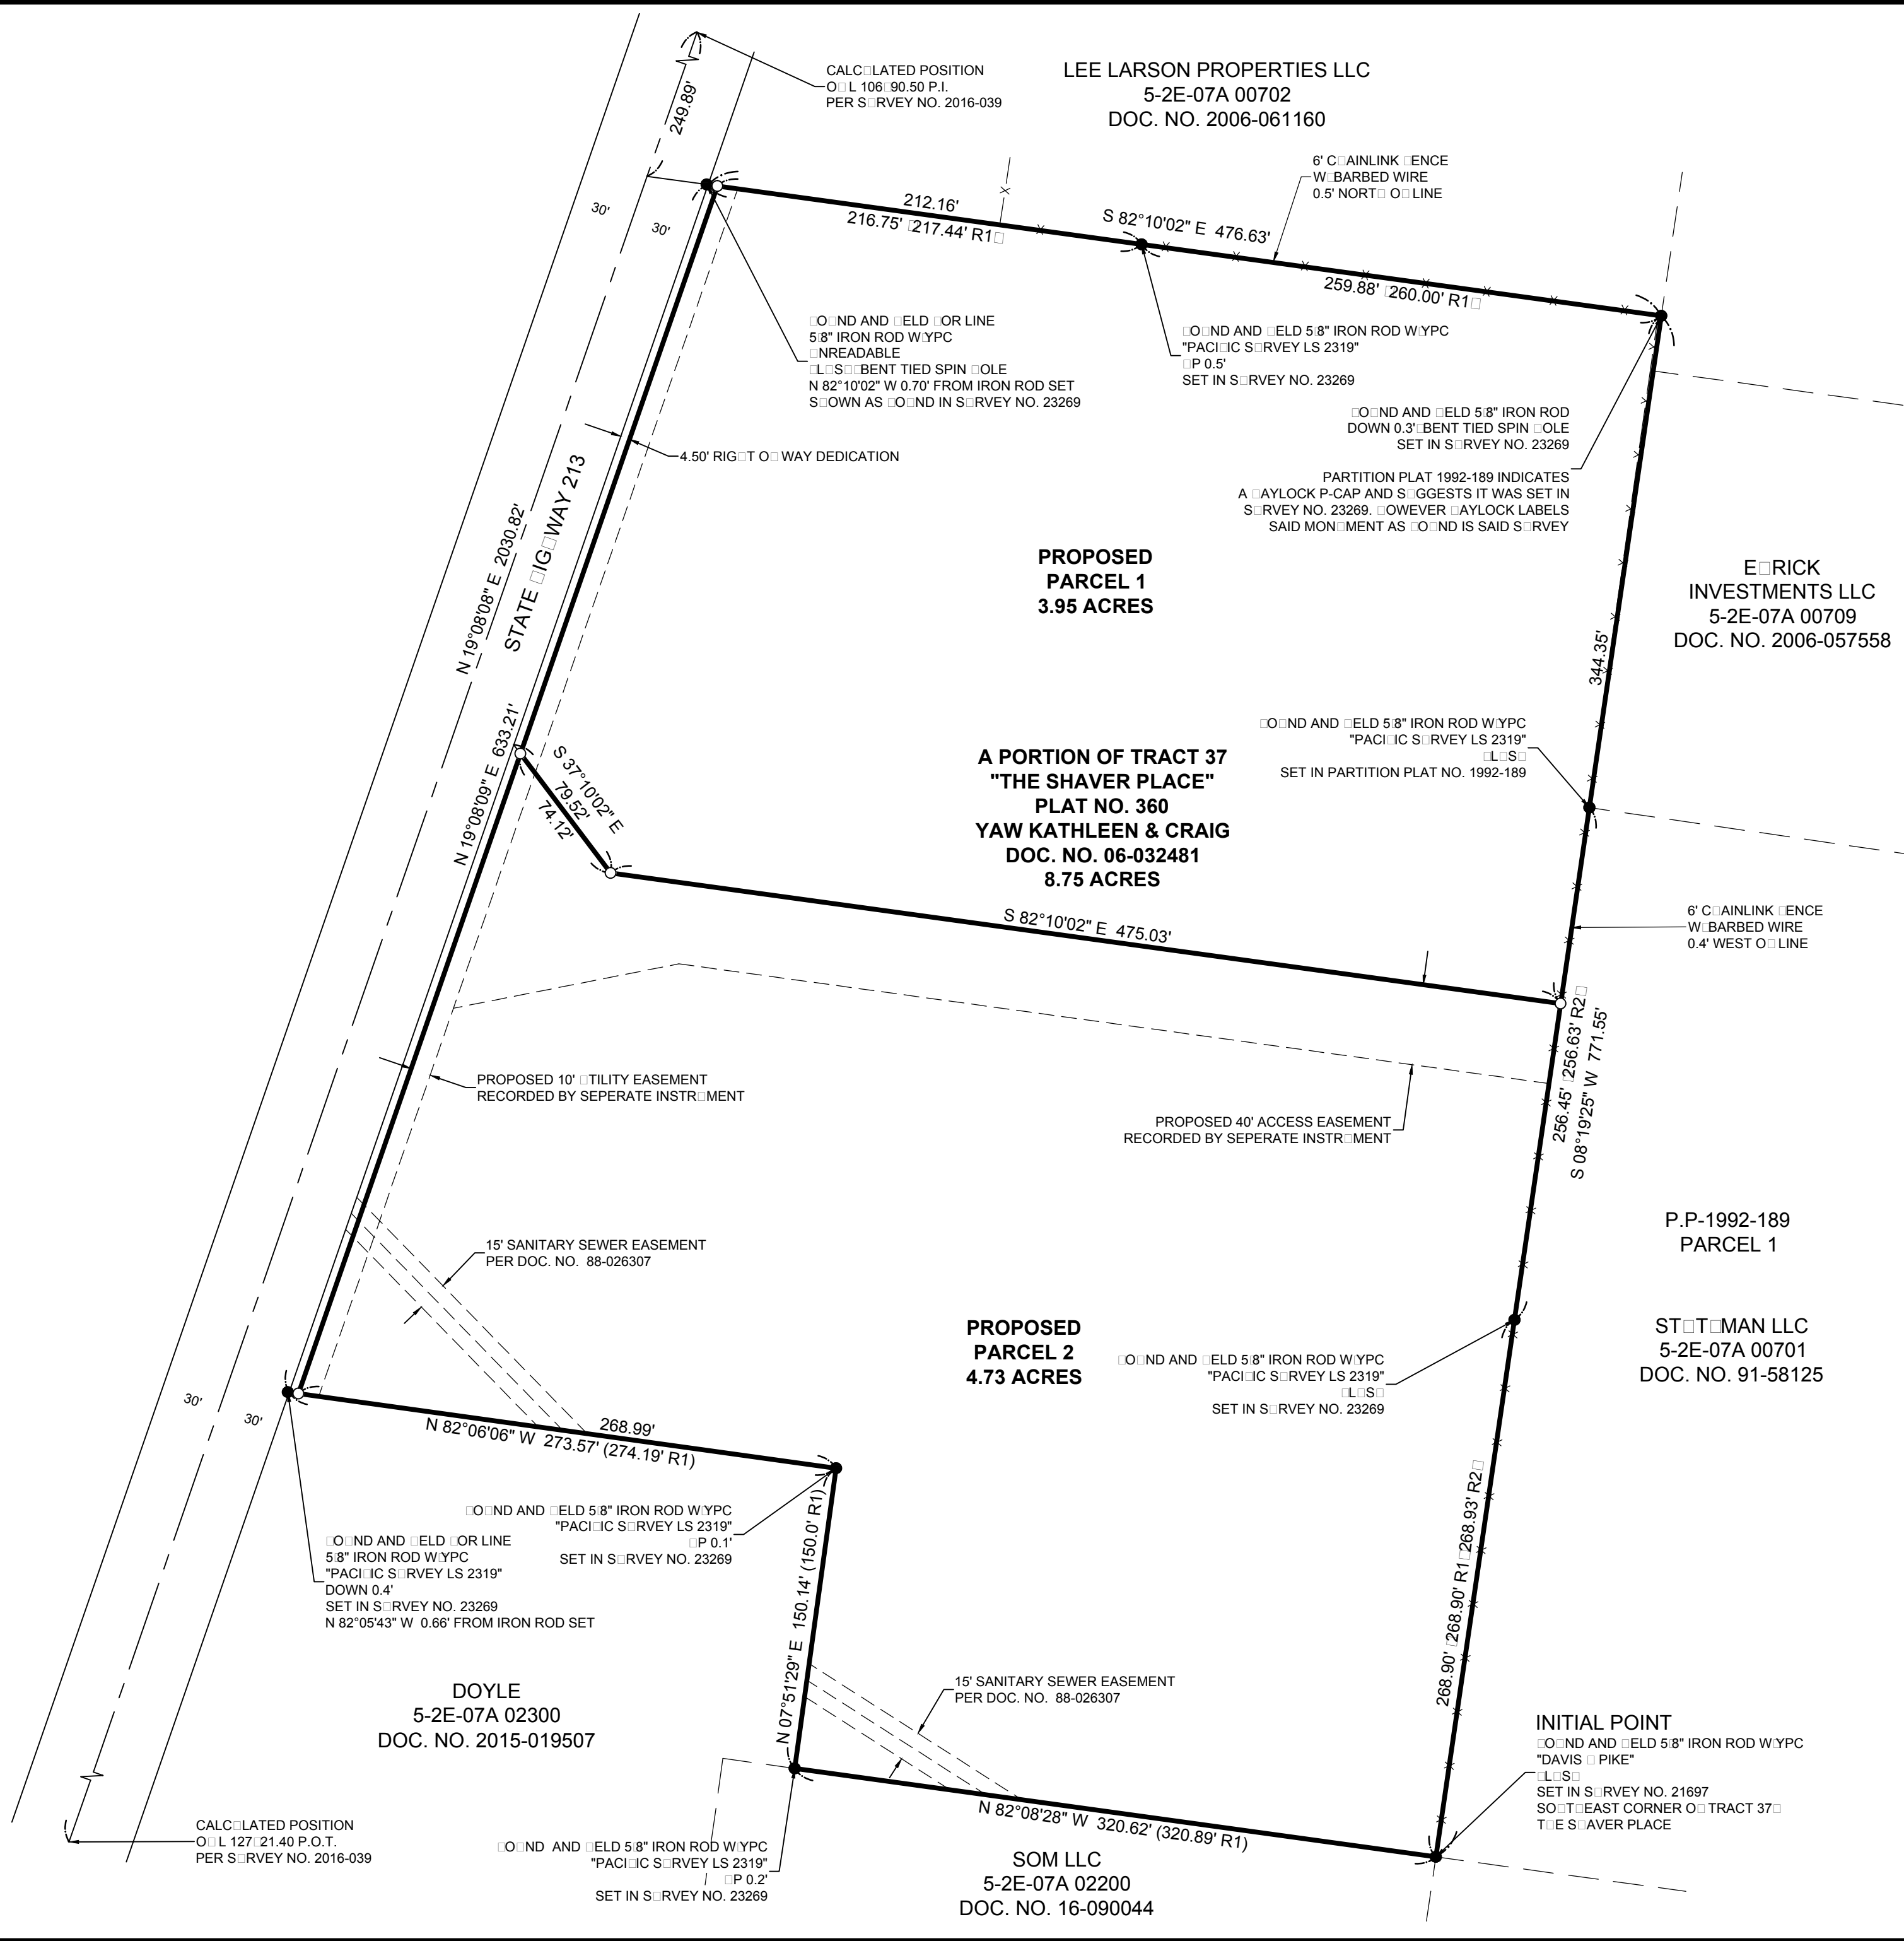 CALC□LATED POSITION
O□L 106□90.50 P.I.
PER S□RVEY NO. 2016-039
LEE LARSON PROPERTIES LLC
5-2E-07A 00702
DOC. NO. 2006-061160
249.89'
6' C□AINLINK □ENCE
W□BARBED WIRE
0.5' NORT□ O□ LINE
30'
30'
212.16'
216.75' □217.44' R1□
S 82°10'02" E 476.63'
259.88' □260.00' R1□
□O□ND AND □ELD □OR LINE
5□8" IRON ROD W□YPC
□NREADABLE
□L□S□□BENT TIED SPIN □OLE
N 82°10'02" W 0.70' FROM IRON ROD SET
S□OWN AS □O□ND IN S□RVEY NO. 23269
□O□ND AND □ELD 5□8" IRON ROD W□YPC
"PACI□IC S□RVEY LS 2319"
□P 0.5'
SET IN S□RVEY NO. 23269
□O□ND AND □ELD 5□8" IRON ROD
DOWN 0.3'□BENT TIED SPIN □OLE
SET IN S□RVEY NO. 23269
PARTITION PLAT 1992-189 INDICATES
A □AYLOCK P-CAP AND S□GGESTS IT WAS SET IN
S□RVEY NO. 23269. □OWEVER □AYLOCK LABELS
SAID MON□MENT AS □O□ND IS SAID S□RVEY
4.50' RIG□T O□ WAY DEDICATION
STATE □IG□WAY 213
N 19°08'08" E 2030.82'
N 19°08'09" E 633.21'
PROPOSED
PARCEL 1
3.95 ACRES
E□RICK
INVESTMENTS LLC
5-2E-07A 00709
DOC. NO. 2006-057558
344.35'
□O□ND AND □ELD 5□8" IRON ROD W□YPC
"PACI□IC S□RVEY LS 2319"
□L□S□
SET IN PARTITION PLAT NO. 1992-189
A PORTION OF TRACT 37
"THE SHAVER PLACE"
PLAT NO. 360
YAW KATHLEEN & CRAIG
DOC. NO. 06-032481
8.75 ACRES
S 37°10'02" E
79.52'
74.12'
S 82°10'02" E 475.03'
6' C□AINLINK □ENCE
W□BARBED WIRE
0.4' WEST O□ LINE
256.45' □256.63' R2□
S 08°19'25" W 771.55'
PROPOSED 10' □TILITY EASEMENT
RECORDED BY SEPERATE INSTR□MENT
PROPOSED 40' ACCESS EASEMENT
RECORDED BY SEPERATE INSTR□MENT
15' SANITARY SEWER EASEMENT
PER DOC. NO. 88-026307
P.P-1992-189
PARCEL 1
ST□T□MAN LLC
5-2E-07A 00701
DOC. NO. 91-58125
PROPOSED
PARCEL 2
4.73 ACRES
□O□ND AND □ELD 5□8" IRON ROD W□YPC
"PACI□IC S□RVEY LS 2319"
□L□S□
SET IN S□RVEY NO. 23269
30'
30'
268.99'
N 82°06'06" W 273.57' (274.19' R1)
□O□ND AND □ELD 5□8" IRON ROD W□YPC
"PACI□IC S□RVEY LS 2319"
□P 0.1'
SET IN S□RVEY NO. 23269
□O□ND AND □ELD □OR LINE
5□8" IRON ROD W□YPC
"PACI□IC S□RVEY LS 2319"
DOWN 0.4'
SET IN S□RVEY NO. 23269
N 82°05'43" W 0.66' FROM IRON ROD SET
N 07°51'29" E 150.14' (150.0' R1)
268.90' □268.90' R1□□268.93' R2□
DOYLE
5-2E-07A 02300
DOC. NO. 2015-019507
15' SANITARY SEWER EASEMENT
PER DOC. NO. 88-026307
INITIAL POINT
□O□ND AND □ELD 5□8" IRON ROD W□YPC
"DAVIS □ PIKE"
□L□S□
SET IN S□RVEY NO. 21697
SO□T□EAST CORNER O□ TRACT 37□
T□E S□AVER PLACE
N 82°08'28" W 320.62' (320.89' R1)
CALC□LATED POSITION
O□L 127□21.40 P.O.T.
PER S□RVEY NO. 2016-039
□O□ND AND □ELD 5□8" IRON ROD W□YPC
"PACI□IC S□RVEY LS 2319"
□P 0.2'
SET IN S□RVEY NO. 23269
SOM LLC
5-2E-07A 02200
DOC. NO. 16-090044